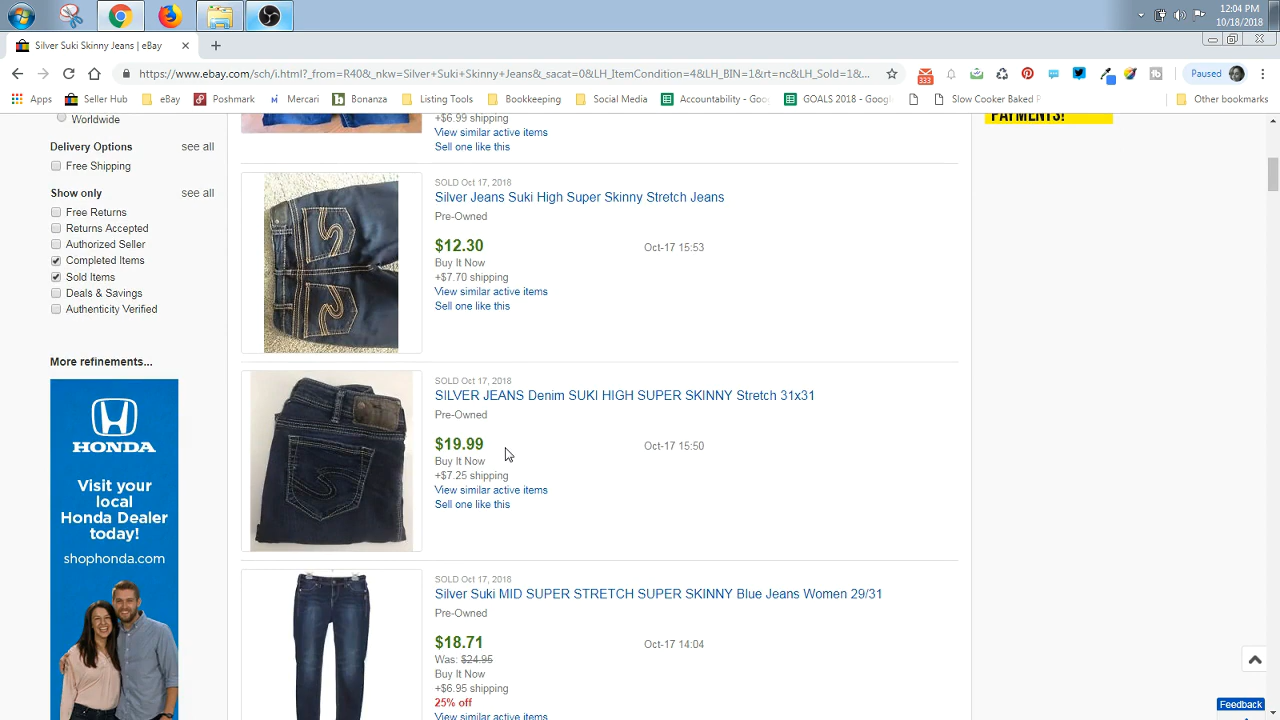 12:04 PM
10/18/2018
Silver Suki Skinny Jeans | eBay
https://www.ebay.com/sch/i.html?_from=R40&_nkw=Silver+Suki+Skinny+Jeans&_sacat=0&LH_ItemCondition=4&LH_BIN=1&rt=nc&LH_Sold=1&...
333
Paused
Apps
Seller Hub
eBay
Poshmark
Mercari
Bonanza
Listing Tools
Bookkeeping
Social Media
Accountability - Goo
GOALS 2018 - Googl
Slow Cooker Baked P
Other bookmarks
Worldwide
Delivery Options see all
Free Shipping
Show only see all
Free Returns
Returns Accepted
Authorized Seller
Completed Items
Sold Items
Deals & Savings
Authenticity Verified
More refinements...
HONDA
Visit your
local
Honda Dealer
today!
shophonda.com
+$6.99 shipping
View similar active items
Sell one like this
SOLD Oct 17, 2018
Silver Jeans Suki High Super Skinny Stretch Jeans
Pre-Owned
$12.30 Oct-17 15:53
Buy It Now
+$7.70 shipping
View similar active items
Sell one like this
SOLD Oct 17, 2018
SILVER JEANS Denim SUKI HIGH SUPER SKINNY Stretch 31x31
Pre-Owned
$19.99 Oct-17 15:50
Buy It Now
+$7.25 shipping
View similar active items
Sell one like this
SOLD Oct 17, 2018
Silver Suki MID SUPER STRETCH SUPER SKINNY Blue Jeans Women 29/31
Pre-Owned
$18.71 Oct-17 14:04
Was: $24.95
Buy It Now
+$6.95 shipping
25% off
View similar active items
PAYMENTS!
Feedback